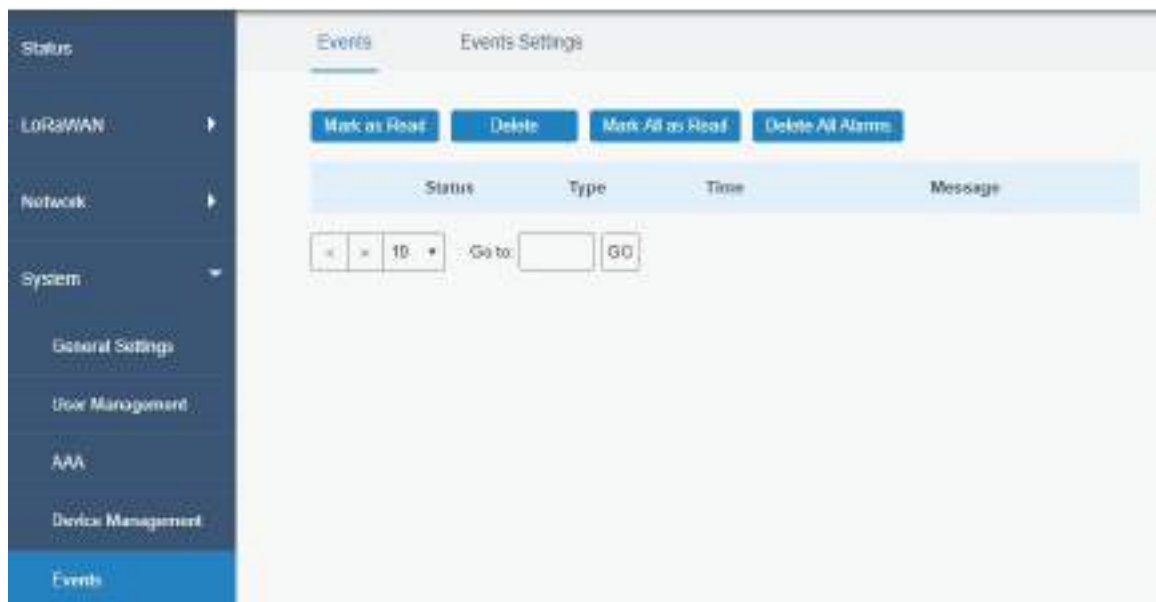 Status
LoRaWAN
Network
System
General Settings
User Management
AAA
Device Management
Events
Events Events Settings
Mark as Read Delete Mark All as Read Delete All Alarms
Status Type Time Message
< > 10 Go to: GO